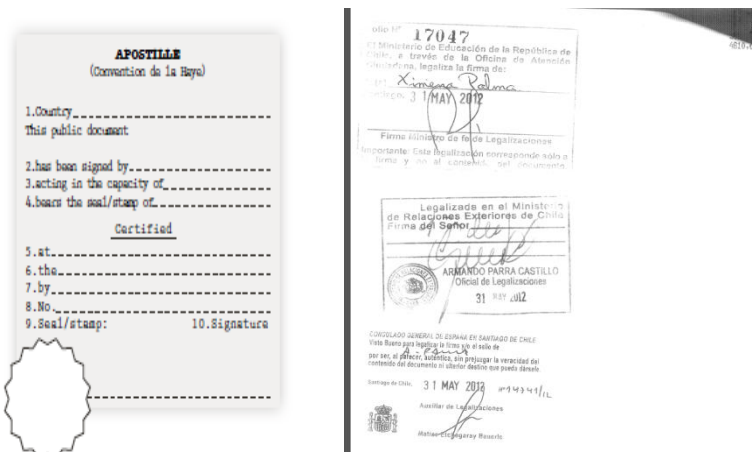 APOSTILLE
(Convention de la Haye)
1.Country
This public document
2.has been signed by
3.acting in the capacity of
4.bears the seal/stamp of
Certified
5.at
6.the
7.by
8.No.
9.Seal/stamp: 10.Signature
Folio N° 17047
El Ministerio de Educación de la República de
Chile, a través de la Oficina de Atención
Ciudadana, legaliza la firma de:
Ximena Palma
31 MAY 2012
Firma Ministro de fe de Legalizaciones
Importante: Esta legalización corresponde sólo a
firma y no al contenido del documento
Legalizada en el Ministerio
de Relaciones Exteriores de Chile
Firma del Señor
ARMANDO PARRA CASTILLO
Oficial de Legalizaciones
31 MAY 2012
CONSULADO GENERAL DE ESPAÑA EN SANTIAGO DE CHILE
Visto Bueno para legalizar la firma y/o el sello de
A. Parra
por ser, al parecer, auténtico, sin prejuzgar la veracidad del
contenido del documento ni ulterior destino que pueda dársele.
Santiago de Chile, 31 MAY 2012
Auxiliar de Legalizaciones
Matias Etchegaray